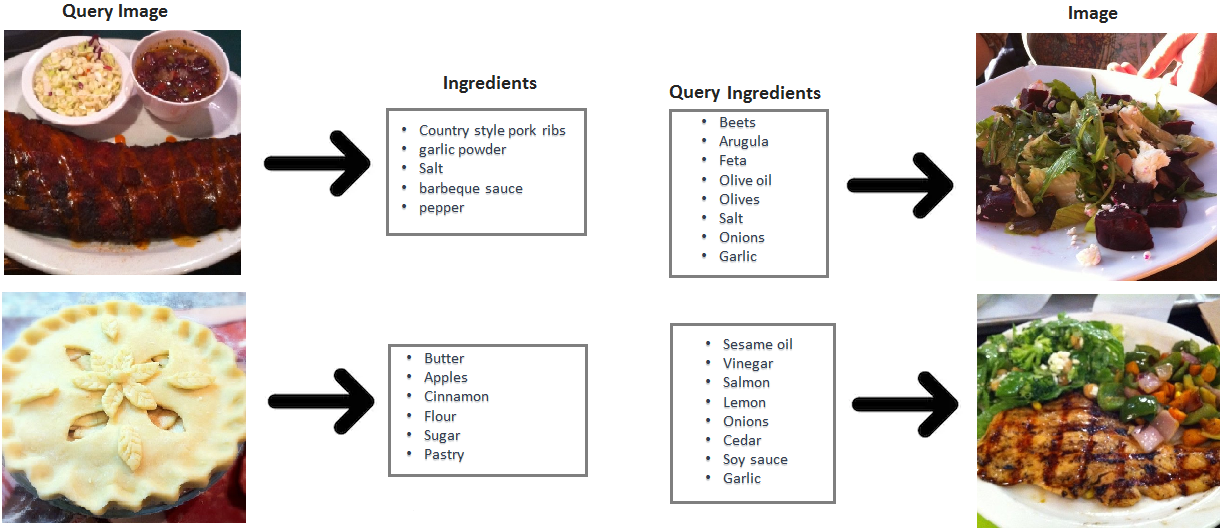 Query Image
Ingredients
• Country style pork ribs
• garlic powder
• Salt
• barbeque sauce
• pepper
• Butter
• Apples
• Cinnamon
• Flour
• Sugar
• Pastry
Query Ingredients
• Beets
• Arugula
• Feta
• Olive oil
• Olives
• Salt
• Onions
• Garlic
• Sesame oil
• Vinegar
• Salmon
• Lemon
• Onions
• Cedar
• Soy sauce
• Garlic
Image